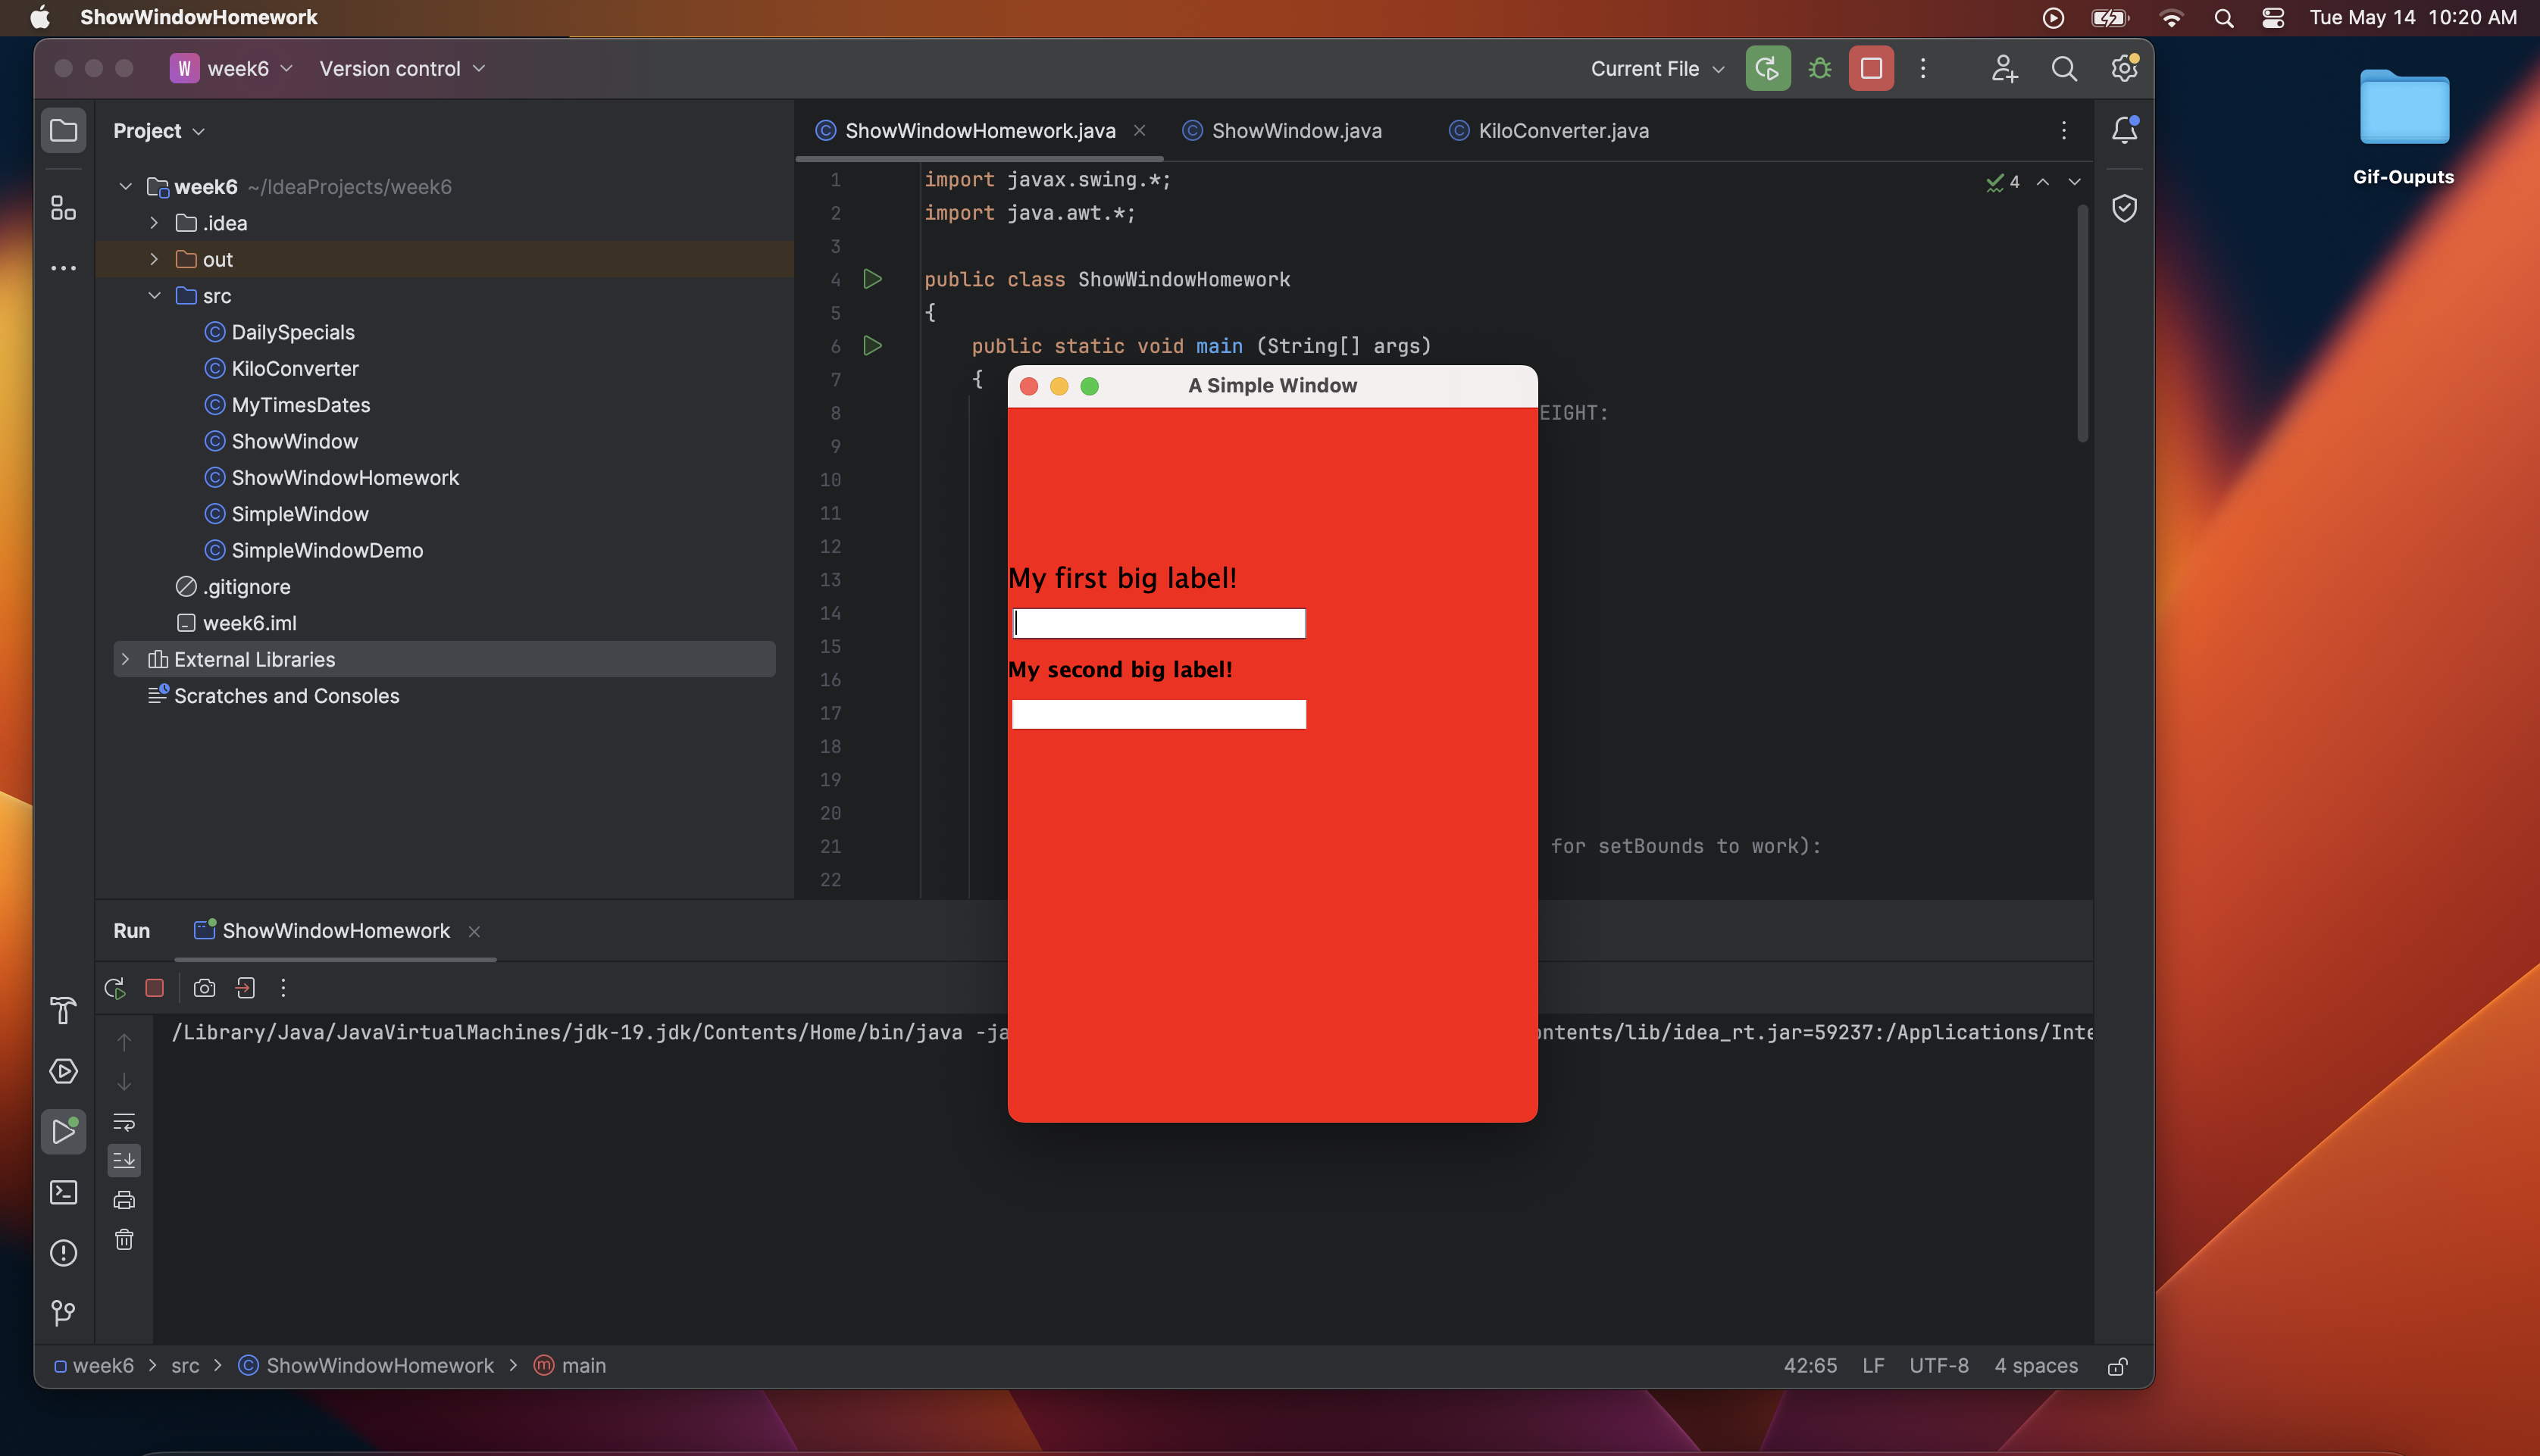 ShowWindowHomework
Tue May 14 10:20 AM
W week6
Version control
Current File
Gif-Ouputs
Project
ShowWindowHomework.java
ShowWindow.java
KiloConverter.java
week6 ~/IdeaProjects/week6
.idea
out
src
DailySpecials
KiloConverter
MyTimesDates
ShowWindow
ShowWindowHomework
SimpleWindow
SimpleWindowDemo
.gitignore
week6.iml
External Libraries
Scratches and Consoles
4
1 import javax.swing.*;
2 import java.awt.*;
3
4 public class ShowWindowHomework
5 {
6 public static void main (String[] args)
7 {
8 EIGHT:
9
10
11
12
13
14
15
16
17
18
19
20
21 for setBounds to work):
22
A Simple Window
My first big label!
My second big label!
Run
ShowWindowHomework
/Library/Java/JavaVirtualMachines/jdk-19.jdk/Contents/Home/bin/java -ja ontents/lib/idea_rt.jar=59237:/Applications/Inte
week6 > src > ShowWindowHomework > m main
42:65 LF UTF-8 4 spaces